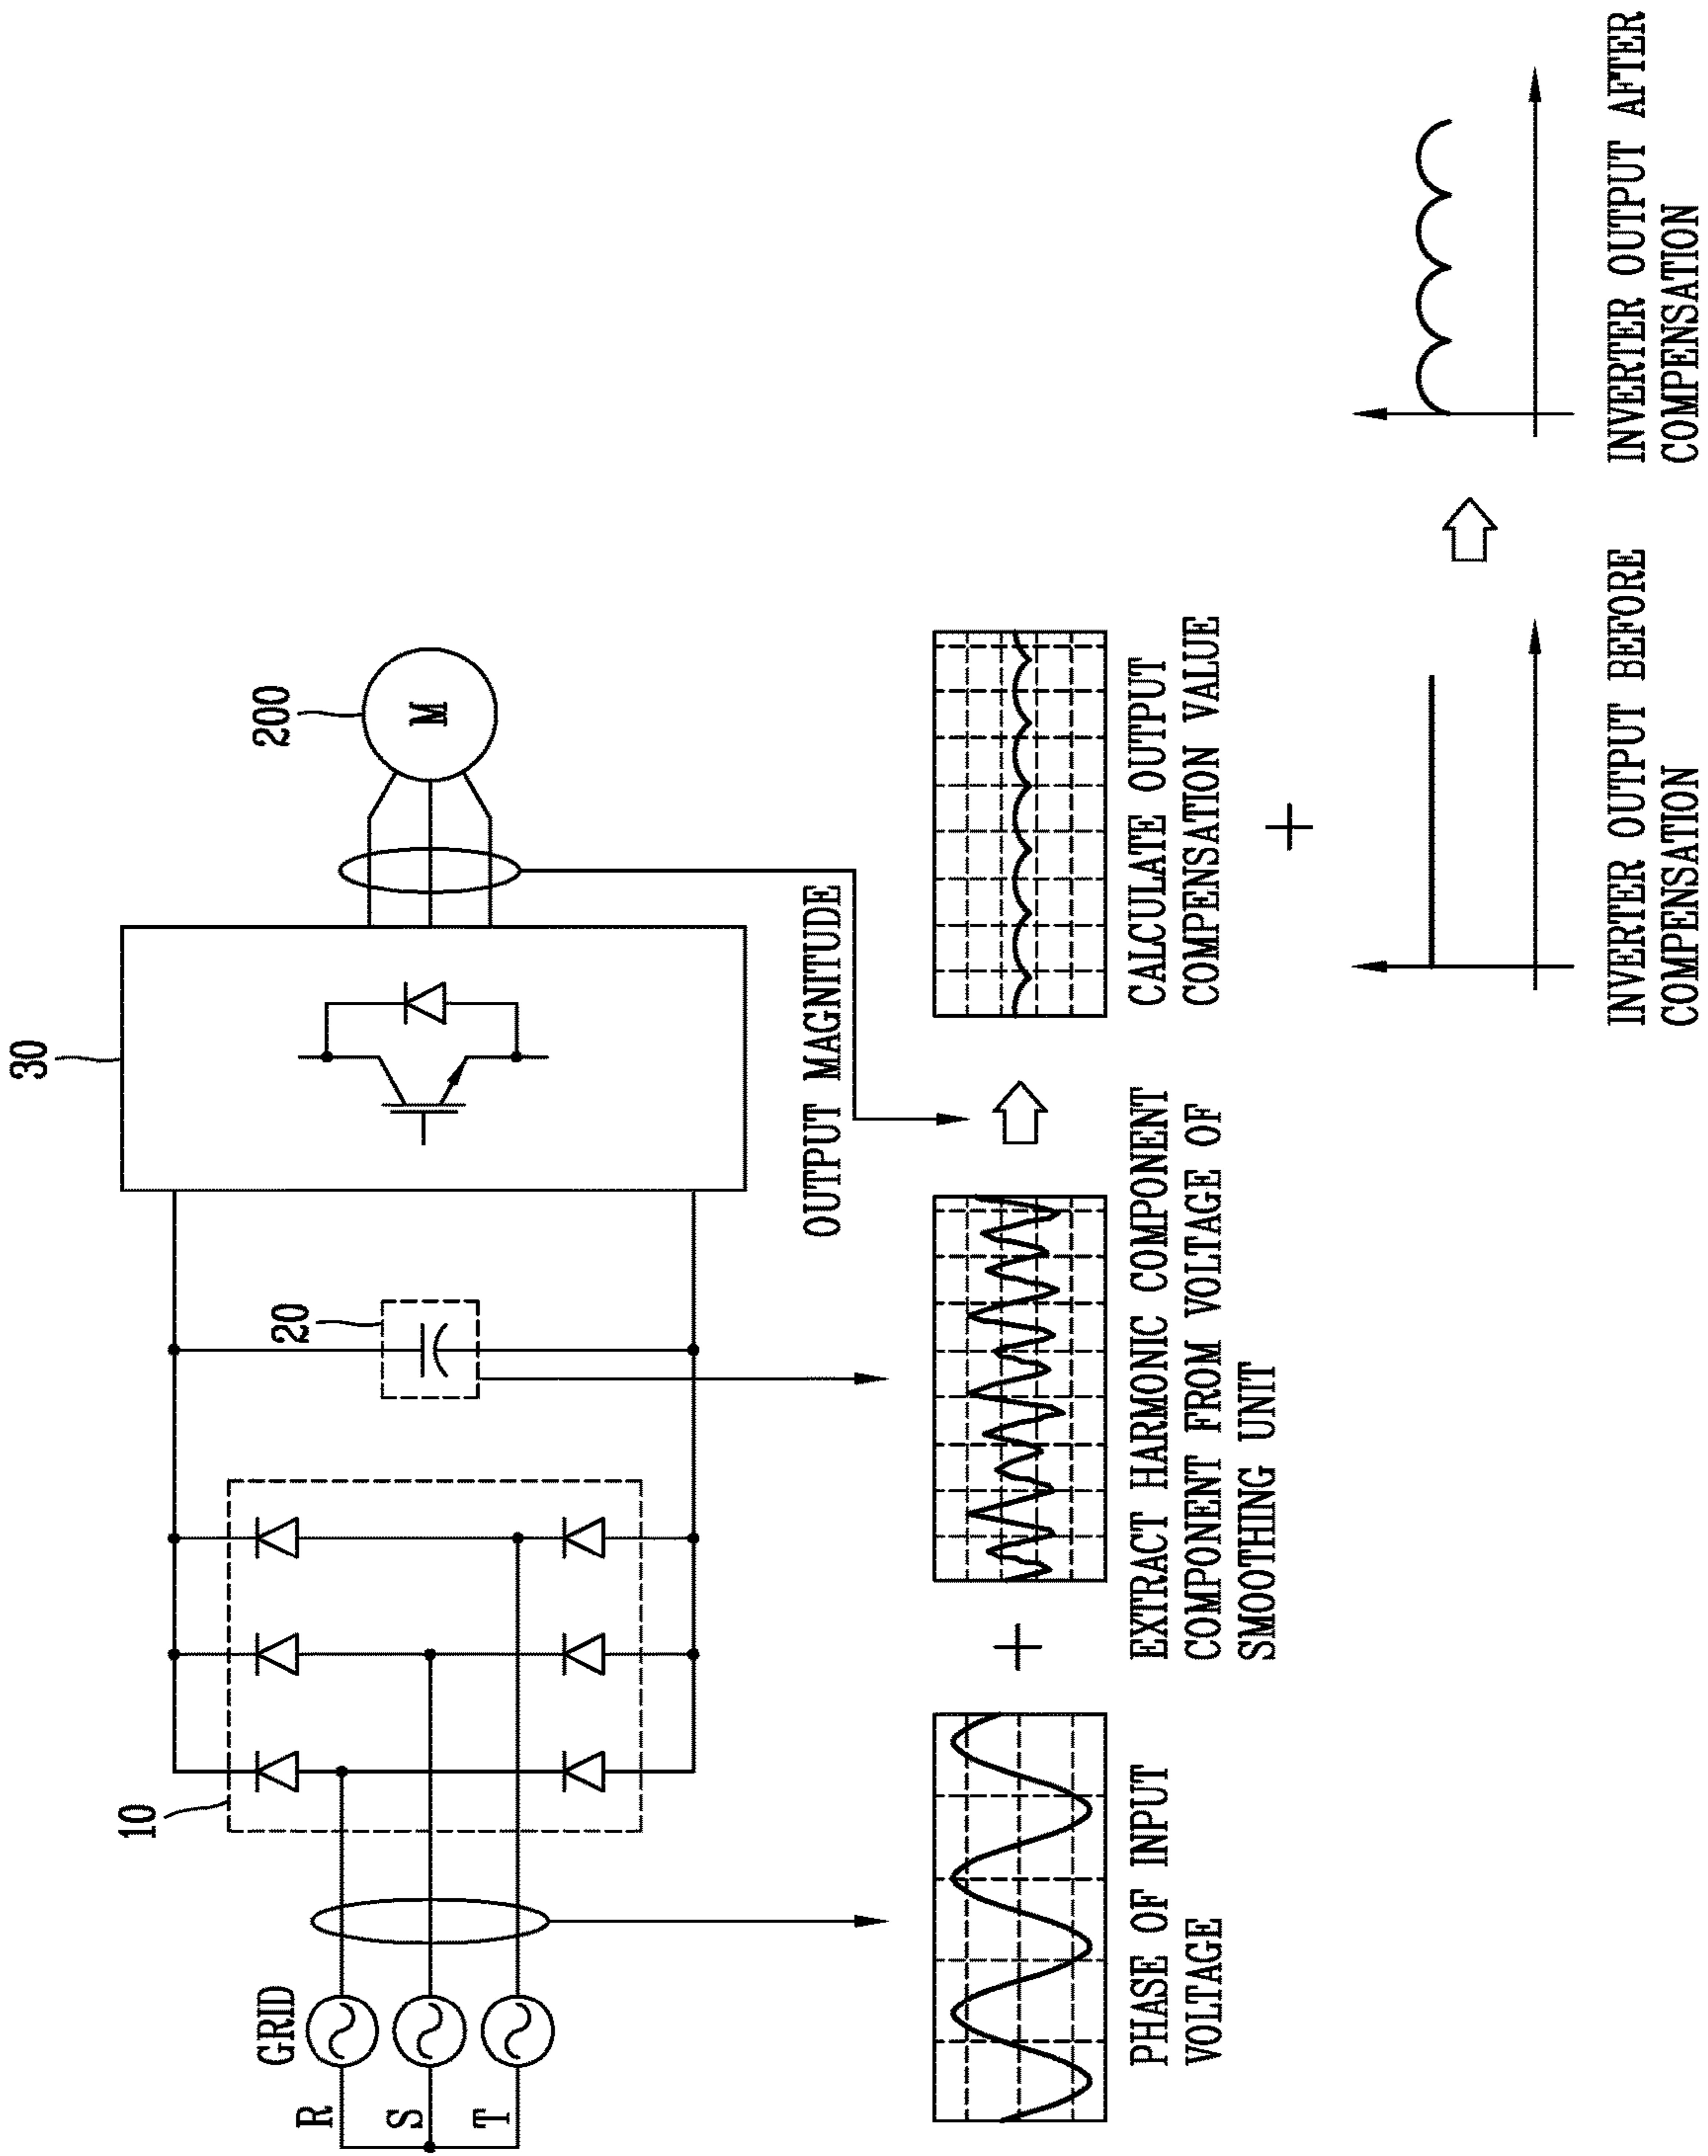 GRID
R
S
T
10
20
30
200
M
OUTPUT MAGNITUDE
PHASE OF INPUT
VOLTAGE
+
EXTRACT HARMONIC COMPONENT
COMPONENT FROM VOLTAGE OF
SMOOTHING UNIT
CALCULATE OUTPUT
COMPENSATION VALUE
+
INVERTER OUTPUT BEFORE
COMPENSATION
INVERTER OUTPUT AFTER
COMPENSATION